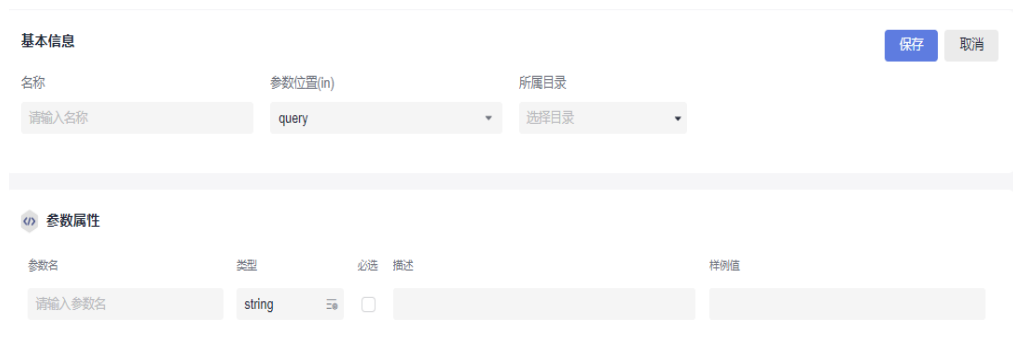 基本信息
保存 取消
名称 参数位置(in) 所属目录
请输入名称 query 选择目录
参数属性
参数名 类型 必选 描述 样例值
请输入参数名 string